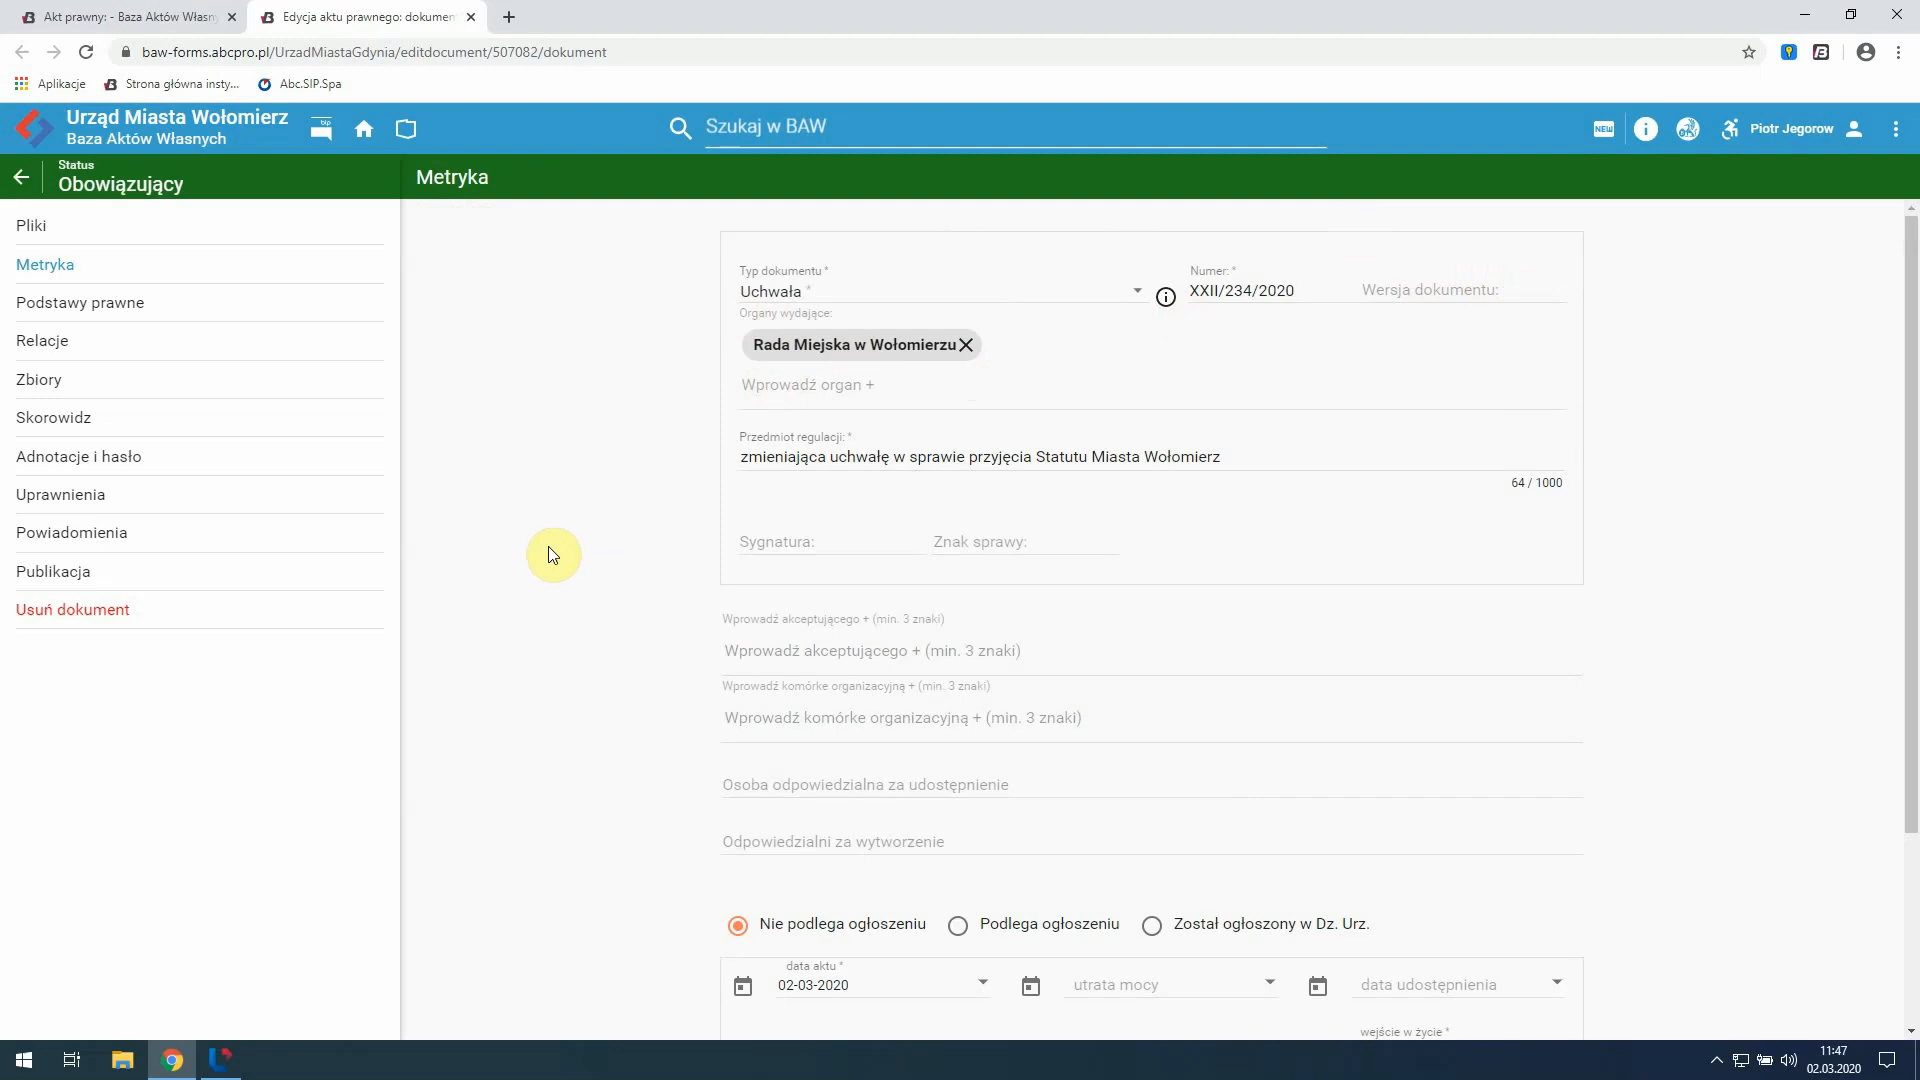 Akt prawny: - Baza Aktów Własny
Edycja aktu prawnego: dokumen
baw-forms.abcpro.pl/UrzadMiastaGdynia/editdocument/507082/dokument
Aplikacje
Strona główna insty...
Abc.SIP.Spa
Urząd Miasta Wołomierz
Baza Aktów Własnych
bip
Szukaj w BAW
NEW
Piotr Jegorow
Status
Obowiązujący
Metryka
Pliki
Metryka
Podstawy prawne
Relacje
Zbiory
Skorowidz
Adnotacje i hasło
Uprawnienia
Powiadomienia
Publikacja
Usuń dokument
Typ dokumentu *
Uchwała *
Numer: *
XXII/234/2020
Wersja dokumentu:
Organy wydające:
Rada Miejska w Wołomierzu
Wprowadź organ +
Przedmiot regulacji: *
zmieniająca uchwałę w sprawie przyjęcia Statutu Miasta Wołomierz
64 / 1000
Sygnatura:
Znak sprawy:
Wprowadź akceptującego + (min. 3 znaki)
Wprowadź akceptującego + (min. 3 znaki)
Wprowadź komórke organizacyjną + (min. 3 znaki)
Wprowadź komórke organizacyjną + (min. 3 znaki)
Osoba odpowiedzialna za udostępnienie
Odpowiedzialni za wytworzenie
Nie podlega ogłoszeniu
Podlega ogłoszeniu
Został ogłoszony w Dz. Urz.
data aktu *
02-03-2020
utrata mocy
data udostępnienia
wejście w życie *
11:47
02.03.2020